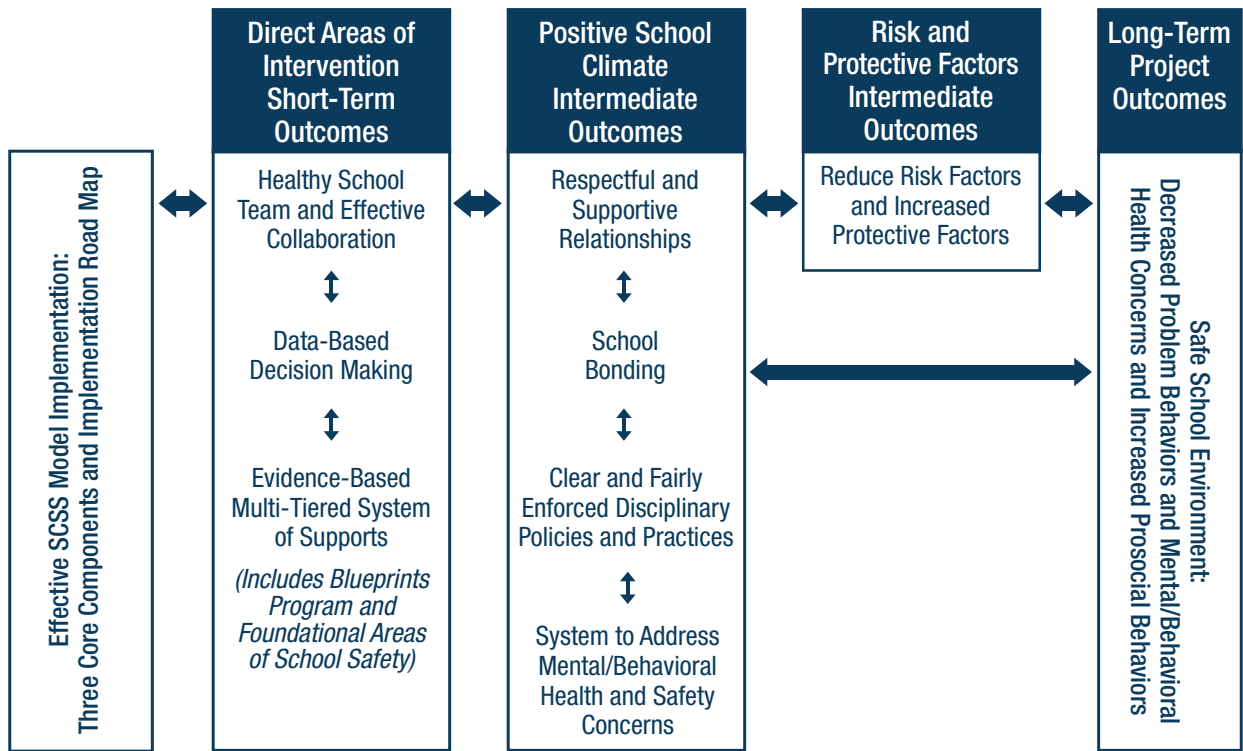 Effective SCSS Model Implementation:
Three Core Components and Implementation Road Map
Direct Areas of
Intervention
Short-Term
Outcomes
Healthy School
Team and Effective
Collaboration
Data-Based
Decision Making
Evidence-Based
Multi-Tiered System
of Supports
(Includes Blueprints
Program and
Foundational Areas
of School Safety)
Positive School
Climate
Intermediate
Outcomes
Respectful and
Supportive
Relationships
School
Bonding
Clear and Fairly
Enforced Disciplinary
Policies and Practices
System to Address
Mental/Behavioral
Health and Safety
Concerns
Risk and
Protective Factors
Intermediate
Outcomes
Reduce Risk Factors
and Increased
Protective Factors
Long-Term
Project
Outcomes
Safe School Environment:
Decreased Problem Behaviors and Mental/Behavioral
Health Concerns and Increased Prosocial Behaviors